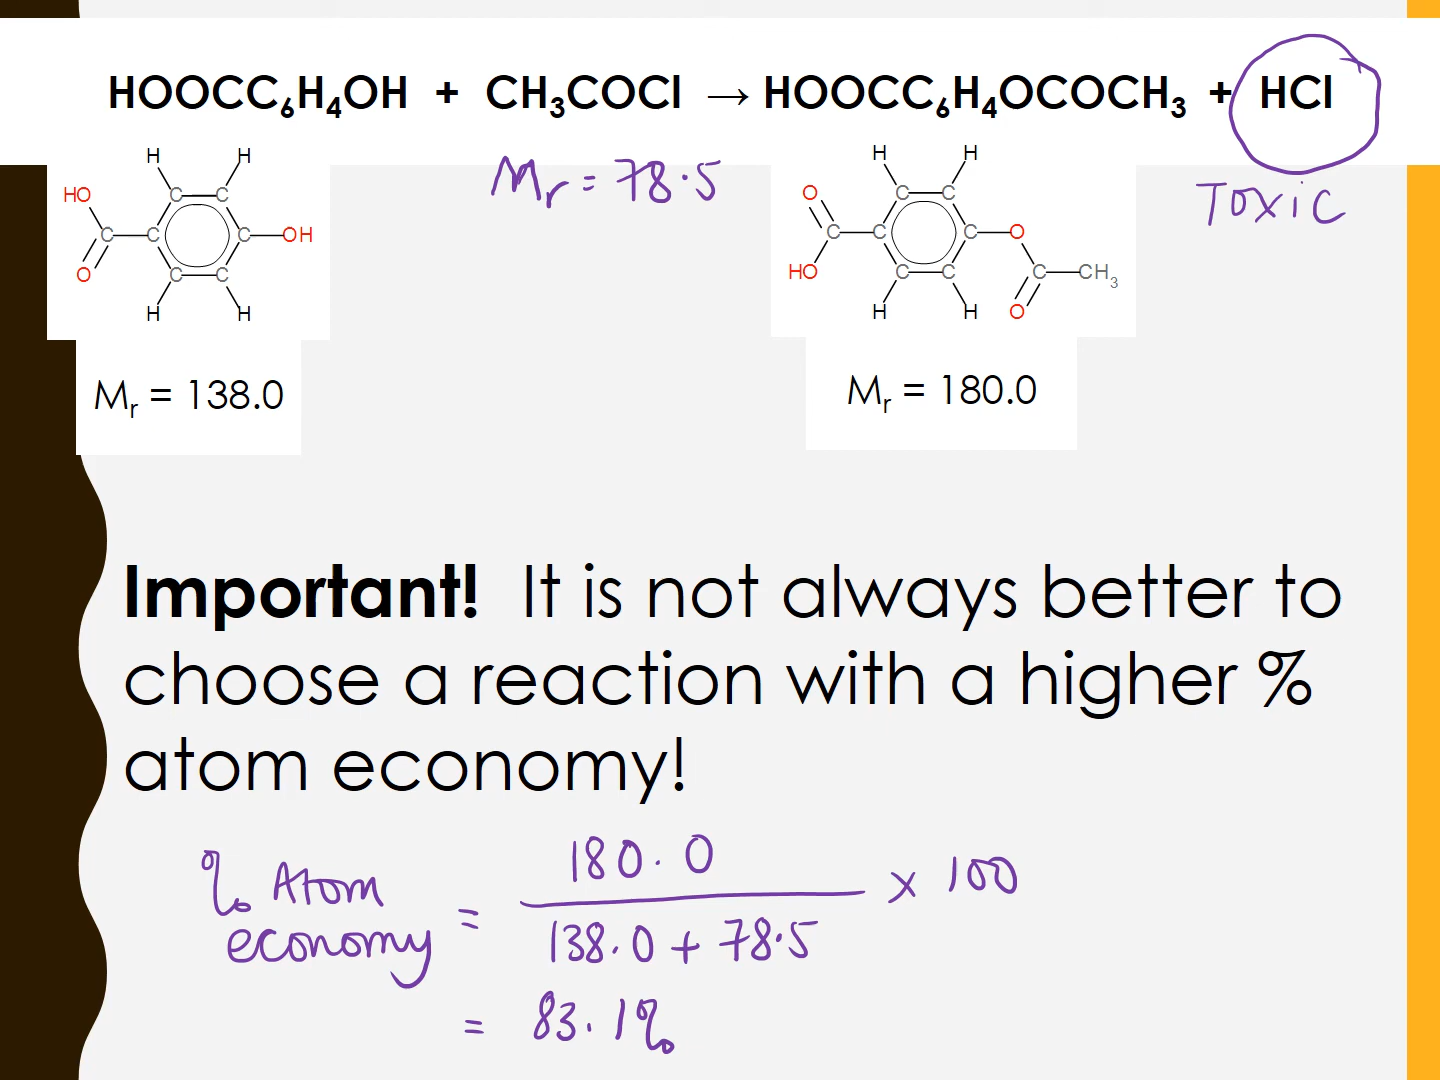 HOOCC₆H₄OH + CH₃COCl → HOOCC₆H₄OCOCH₃ + HCl
Mr = 78.5
Toxic
H H
HO
C C
C C C OH
O
C C
H H
H H
O
C C
C C C O
HO
C C C CH₃
H H O
Mr = 138.0
Mr = 180.0
Important! It is not always better to
choose a reaction with a higher %
atom economy!
% Atom economy = 180.0 / 138.0 + 78.5 × 100
= 83.1%